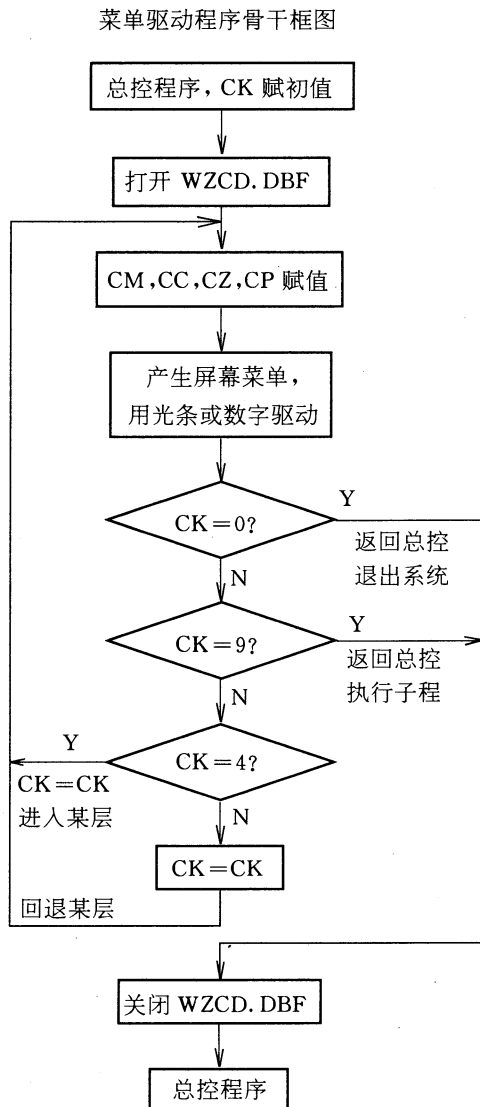 菜单驱动程序骨干框图
总控程序，CK 赋初值
打开 WZCD.DBF
CM,CC,CZ,CP 赋值
产生屏幕菜单，
用光条或数字驱动
CK=0?
Y
返回总控
退出系统
N
CK=9?
Y
返回总控
执行子程
N
CK=4?
Y
CK=CK
进入某层
N
CK=CK
回退某层
关闭 WZCD.DBF
总控程序